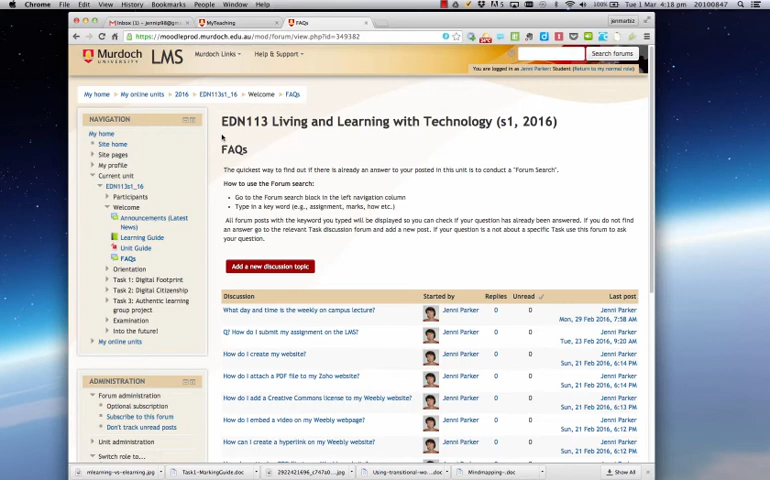 Chrome File Edit View History Bookmarks People Window Help
100% Tue 1 Mar 4:18 pm 20100847
MyTeaching
FAQs
jennarbiz
https://moodleprod.murdoch.edu.au/mod/forum/view.php?id=349382
Murdoch
UNIVERSITY
LMS
Murdoch Links
Help & Support
Search forums
You are logged in as Jenni Parker: Student (Return to my normal role)
My home > My online units > 2016 > EDN113s1_16 > Welcome > FAQs
NAVIGATION
My home
Site home
Site pages
My profile
Current unit
EDN113s1_16
Participants
Welcome
Announcements (Latest
News)
Learning Guide
Unit Guide
FAQs
Orientation
Task 1: Digital Footprint
Task 2: Digital Citizenship
Task 3: Authentic learning
group project
Examination
Into the future!
My online units
ADMINISTRATION
Forum administration
Optional subscription
Subscribe to this forum
Don't track unread posts
Unit administration
Switch role to...
EDN113 Living and Learning with Technology (s1, 2016)
FAQs
The quickest way to find out if there is already an answer to your posted in this unit is to conduct a "Forum Search".
How to use the Forum search:
Go to the Forum search block in the left navigation column
Type in a key word (e.g., assignment, marks, how etc.)
All forum posts with the keyword you typed will be displayed so you can check if your question has already been answered. If you do not find
an answer go to the relevant Task discussion forum and add a new post. If your question is not about a specific Task use this forum to ask
your question.
Add a new discussion topic
Discussion Started by Replies Unread Last post
What day and time is the weekly on campus lecture? Jenni Parker 0 0 Jenni Parker
Mon, 29 Feb 2016, 7:58 AM
Q? How do I submit my assignment on the LMS? Jenni Parker 0 0 Jenni Parker
Tue, 23 Feb 2016, 9:20 AM
How do I create my website? Jenni Parker 0 0 Jenni Parker
Sun, 21 Feb 2016, 6:14 PM
How do I attach a PDF file to my Zoho website? Jenni Parker 0 0 Jenni Parker
Sun, 21 Feb 2016, 6:14 PM
How do I add a Creative Commons license to my Weebly website? Jenni Parker 0 0 Jenni Parker
Sun, 21 Feb 2016, 6:13 PM
How do I embed a video on my Weebly webpage? Jenni Parker 0 0 Jenni Parker
Sun, 21 Feb 2016, 6:12 PM
How can I create a hyperlink on my Weebly website? Jenni Parker 0 0 Jenni Parker
Sun, 21 Feb 2016, 6:12 PM
mlearning-vs-elearning.jpg Task1-MarkingGuide.doc 2922421696_c747a0....jpg Using-transitional-wo....doc Mindmapping-.doc Show All